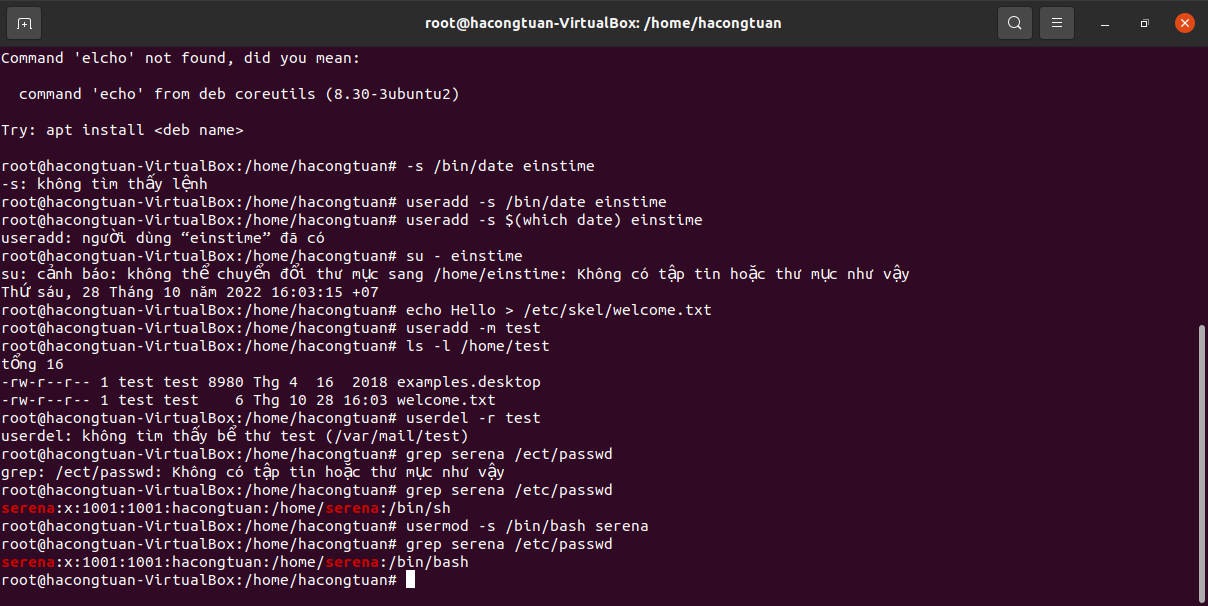 root@hacongtuan-VirtualBox: /home/hacongtuan
Command 'elcho' not found, did you mean:
  command 'echo' from deb coreutils (8.30-3ubuntu2)
Try: apt install <deb name>
root@hacongtuan-VirtualBox:/home/hacongtuan# -s /bin/date einstime
-s: không tìm thấy lệnh
root@hacongtuan-VirtualBox:/home/hacongtuan# useradd -s /bin/date einstime
root@hacongtuan-VirtualBox:/home/hacongtuan# useradd -s $(which date) einstime
useradd: người dùng “einstime” đã có
root@hacongtuan-VirtualBox:/home/hacongtuan# su - einstime
su: cảnh báo: không thể chuyển đổi thư mục sang /home/einstime: Không có tập tin hoặc thư mục như vậy
Thứ sáu, 28 Tháng 10 năm 2022 16:03:15 +07
root@hacongtuan-VirtualBox:/home/hacongtuan# echo Hello > /etc/skel/welcome.txt
root@hacongtuan-VirtualBox:/home/hacongtuan# useradd -m test
root@hacongtuan-VirtualBox:/home/hacongtuan# ls -l /home/test
tổng 16
-rw-r--r-- 1 test test 8980 Thg 4  16  2018 examples.desktop
-rw-r--r-- 1 test test    6 Thg 10 28 16:03 welcome.txt
root@hacongtuan-VirtualBox:/home/hacongtuan# userdel -r test
userdel: không tìm thấy bể thư test (/var/mail/test)
root@hacongtuan-VirtualBox:/home/hacongtuan# grep serena /ect/passwd
grep: /ect/passwd: Không có tập tin hoặc thư mục như vậy
root@hacongtuan-VirtualBox:/home/hacongtuan# grep serena /etc/passwd
serena:x:1001:1001:hacongtuan:/home/serena:/bin/sh
root@hacongtuan-VirtualBox:/home/hacongtuan# usermod -s /bin/bash serena
root@hacongtuan-VirtualBox:/home/hacongtuan# grep serena /etc/passwd
serena:x:1001:1001:hacongtuan:/home/serena:/bin/bash
root@hacongtuan-VirtualBox:/home/hacongtuan#